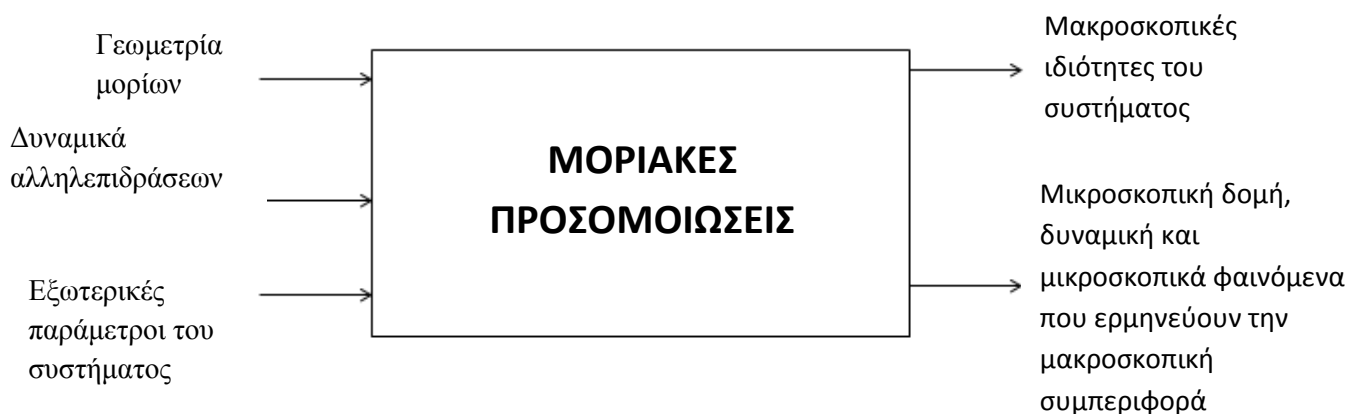 Γεωμετρία
μορίων
Δυναμικά
αλληλεπιδράσεων
Εξωτερικές
παράμετροι του
συστήματος
ΜΟΡΙΑΚΕΣ
ΠΡΟΣΟΜΟΙΩΣΕΙΣ
Μακροσκοπικές
ιδιότητες του
συστήματος
Μικροσκοπική δομή,
δυναμική και
μικροσκοπικά φαινόμενα
που ερμηνεύουν την
μακροσκοπική
συμπεριφορά